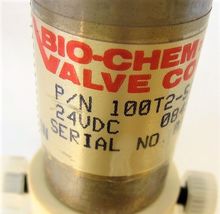 BIO-CHEM
VALVE CO
P/N 100T2-S
24VDC 08
SERIAL NO.